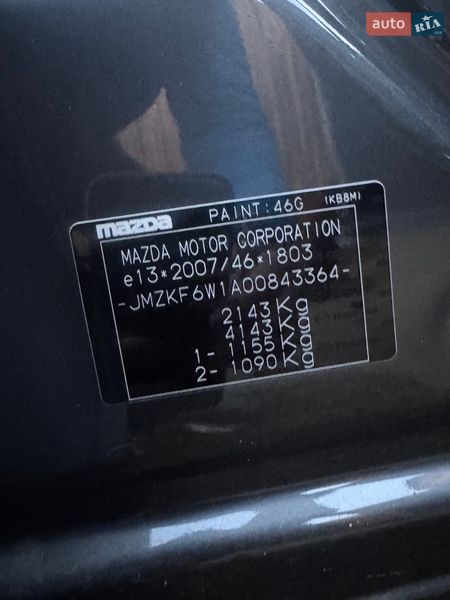 auto RIA .com
mazda PAINT:46G (KB8M)
MAZDA MOTOR CORPORATION
e13*2007/46*1803
-JMZKF6W1A00843364-
2143 Kg
4143 Kg
1- 1155 Kg
2- 1090 Kg